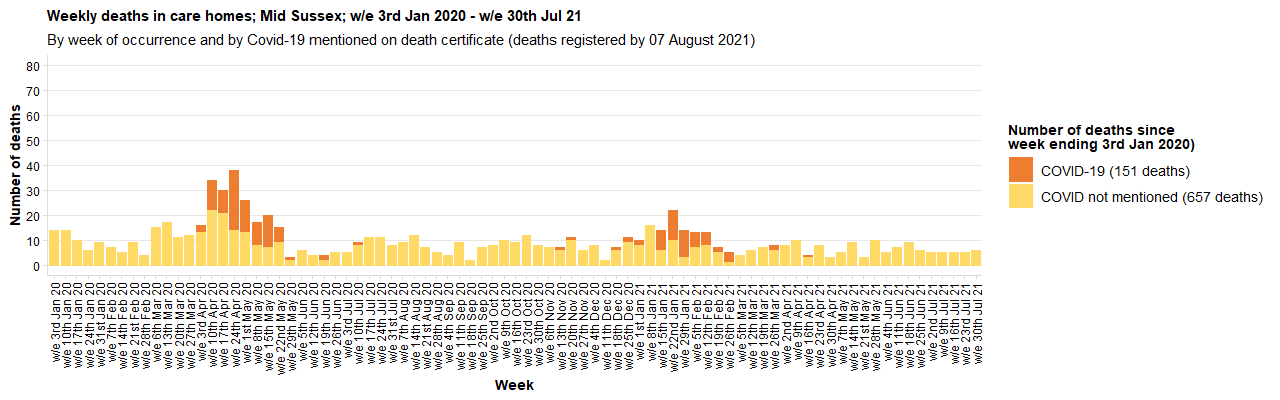 Weekly deaths in care homes; Mid Sussex; w/e 3rd Jan 2020 - w/e 30th Jul 21
By week of occurrence and by Covid-19 mentioned on death certificate (deaths registered by 07 August 2021)
Number of deaths
80
70
60
50
40
30
20
10
0
w/e 3rd Jan 20
w/e 10th Jan 20
w/e 17th Jan 20
w/e 24th Jan 20
w/e 31st Jan 20
w/e 7th Feb 20
w/e 14th Feb 20
w/e 21st Feb 20
w/e 28th Feb 20
w/e 6th Mar 20
w/e 13th Mar 20
w/e 20th Mar 20
w/e 27th Mar 20
w/e 3rd Apr 20
w/e 10th Apr 20
w/e 17th Apr 20
w/e 24th Apr 20
w/e 1st May 20
w/e 8th May 20
w/e 15th May 20
w/e 22nd May 20
w/e 29th May 20
w/e 5th Jun 20
w/e 12th Jun 20
w/e 19th Jun 20
w/e 26th Jun 20
w/e 3rd Jul 20
w/e 10th Jul 20
w/e 17th Jul 20
w/e 24th Jul 20
w/e 31st Jul 20
w/e 7th Aug 20
w/e 14th Aug 20
w/e 21st Aug 20
w/e 28th Aug 20
w/e 4th Sep 20
w/e 11th Sep 20
w/e 18th Sep 20
w/e 25th Sep 20
w/e 2nd Oct 20
w/e 9th Oct 20
w/e 16th Oct 20
w/e 23rd Oct 20
w/e 30th Oct 20
w/e 6th Nov 20
w/e 13th Nov 20
w/e 20th Nov 20
w/e 27th Nov 20
w/e 4th Dec 20
w/e 11th Dec 20
w/e 18th Dec 20
w/e 25th Dec 20
w/e 1st Jan 21
w/e 8th Jan 21
w/e 15th Jan 21
w/e 22nd Jan 21
w/e 29th Jan 21
w/e 5th Feb 21
w/e 12th Feb 21
w/e 19th Feb 21
w/e 26th Feb 21
w/e 5th Mar 21
w/e 12th Mar 21
w/e 19th Mar 21
w/e 26th Mar 21
w/e 2nd Apr 21
w/e 9th Apr 21
w/e 16th Apr 21
w/e 23rd Apr 21
w/e 30th Apr 21
w/e 7th May 21
w/e 14th May 21
w/e 21st May 21
w/e 28th May 21
w/e 4th Jun 21
w/e 11th Jun 21
w/e 18th Jun 21
w/e 25th Jun 21
w/e 2nd Jul 21
w/e 9th Jul 21
w/e 16th Jul 21
w/e 23rd Jul 21
w/e 30th Jul 21
Week
Number of deaths since
week ending 3rd Jan 2020)
COVID-19 (151 deaths)
COVID not mentioned (657 deaths)